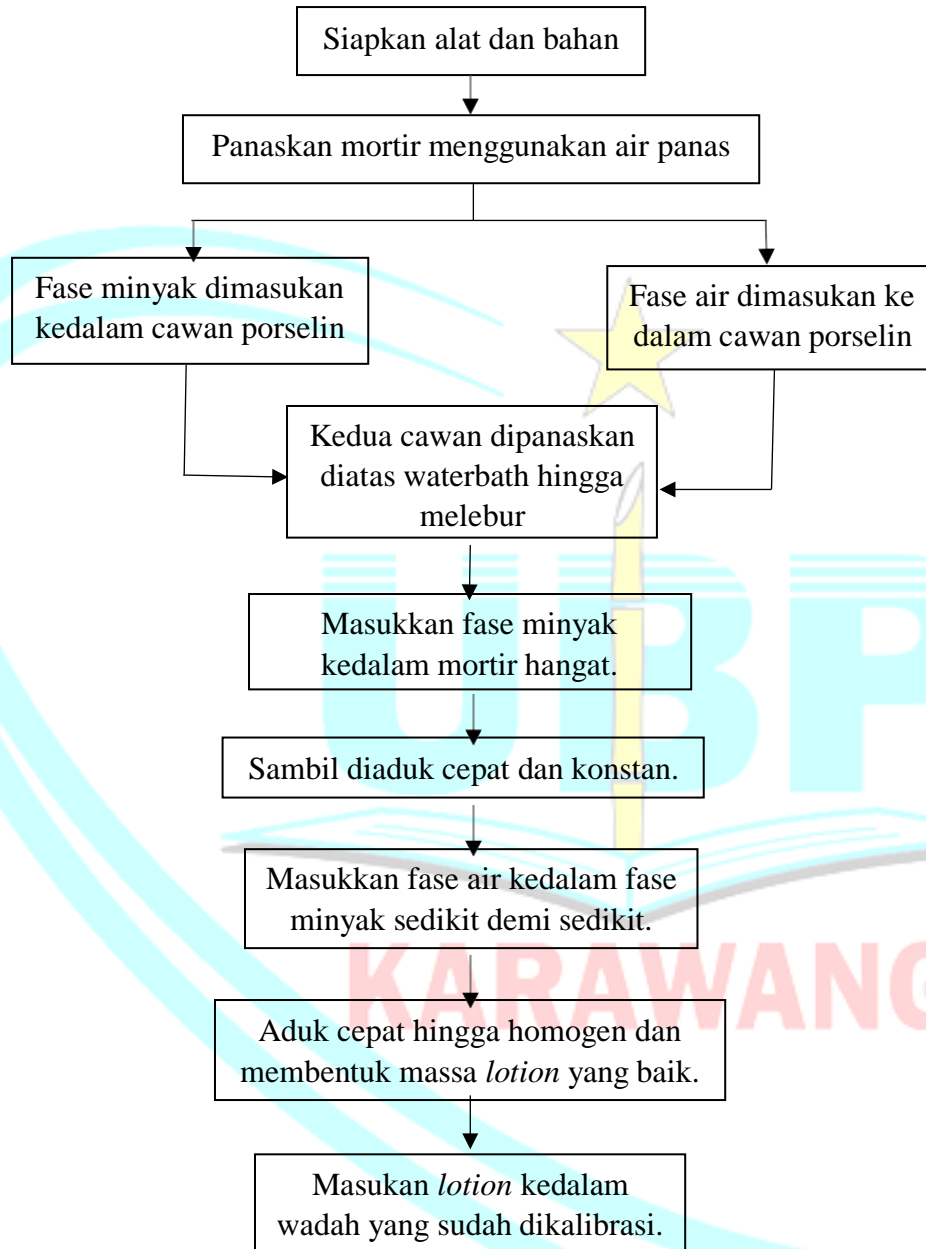 Siapkan alat dan bahan
Panaskan mortir menggunakan air panas
Fase minyak dimasukan
kedalam cawan porselin
Fase air dimasukan ke
dalam cawan porselin
Kedua cawan dipanaskan
diatas waterbath hingga
melebur
Masukkan fase minyak
kedalam mortir hangat.
Sambil diaduk cepat dan konstan.
Masukkan fase air kedalam fase
minyak sedikit demi sedikit.
Aduk cepat hingga homogen dan
membentuk massa lotion yang baik.
Masukan lotion kedalam
wadah yang sudah dikalibrasi.
UBP
KARAWANG